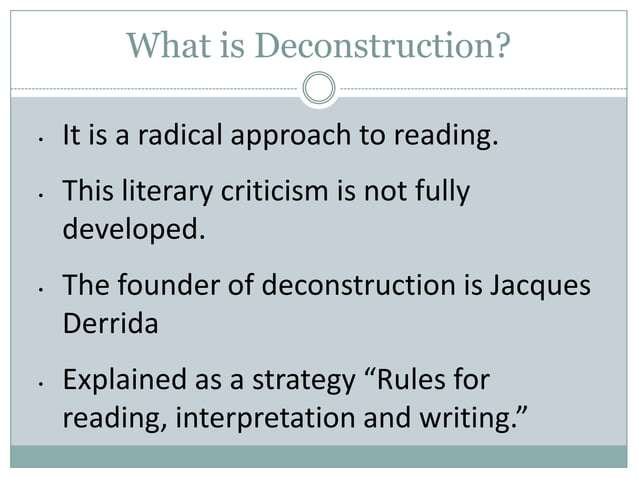 What is Deconstruction?
• It is a radical approach to reading.
• This literary criticism is not fully
developed.
• The founder of deconstruction is Jacques
Derrida
• Explained as a strategy “Rules for
reading, interpretation and writing.”